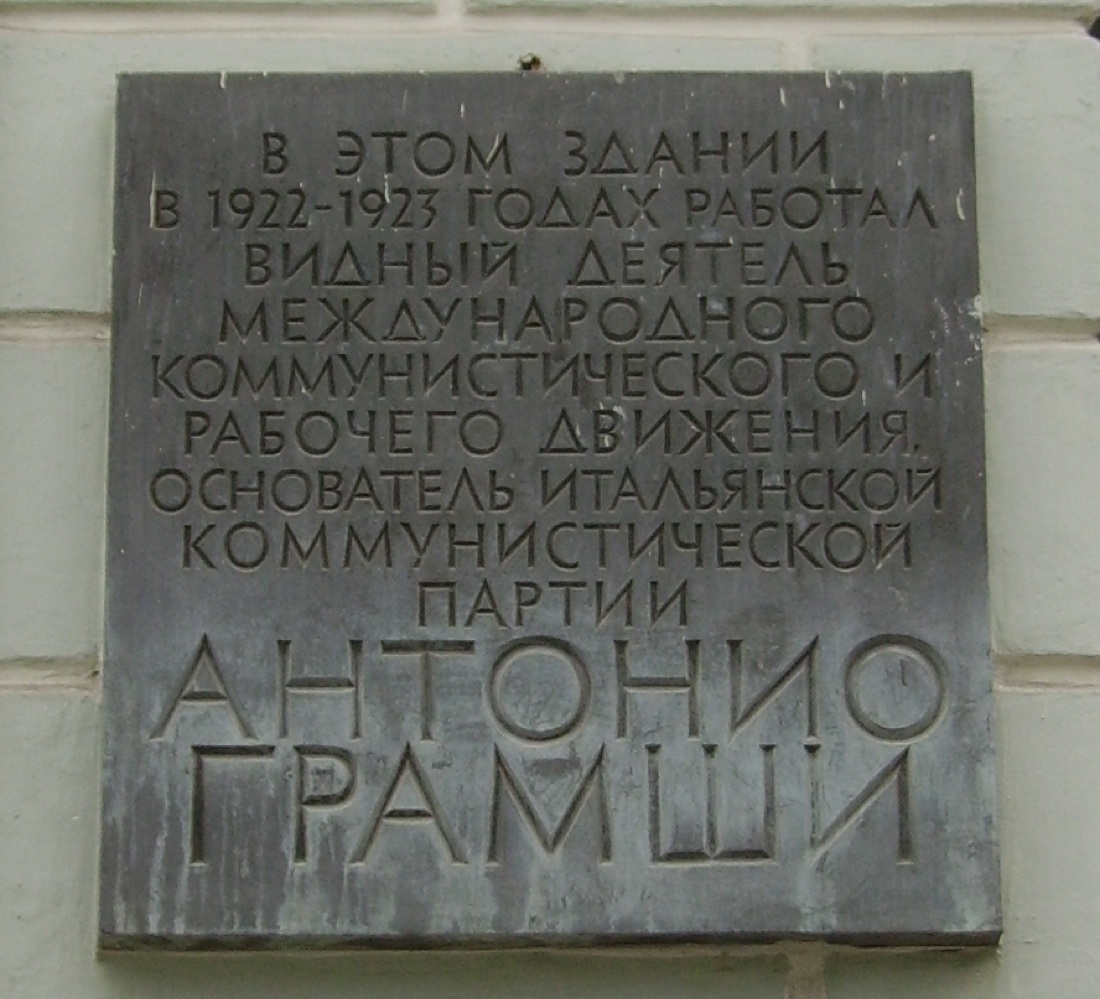 В ЭТОМ ЗДАНИИ
В 1922-1923 ГОДАХ РАБОТАЛ
ВИДНЫЙ ДЕЯТЕЛЬ
МЕЖДУНАРОДНОГО
КОММУНИСТИЧЕСКОГО И
РАБОЧЕГО ДВИЖЕНИЯ.
ОСНОВАТЕЛЬ ИТАЛЬЯНСКОЙ
КОММУНИСТИЧЕСКОЙ
ПАРТИИ
АНТОНИО
ГРАМШИ